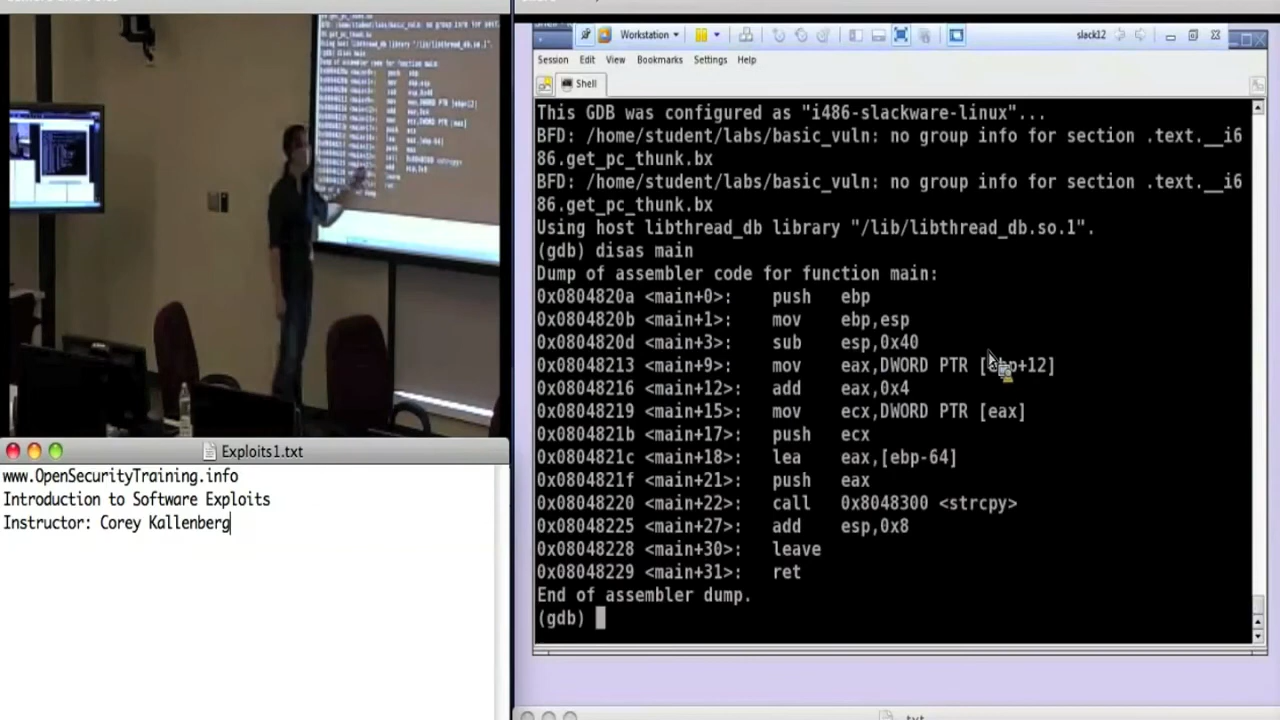 Workstation
slack12
Session Edit View Bookmarks Settings Help
Shell
This GDB was configured as "i486-slackware-linux"...
BFD: /home/student/labs/basic_vuln: no group info for section .text.__i6
86.get_pc_thunk.bx
BFD: /home/student/labs/basic_vuln: no group info for section .text.__i6
86.get_pc_thunk.bx
Using host libthread_db library "/lib/libthread_db.so.1".
(gdb) disas main
Dump of assembler code for function main:
0x0804820a <main+0>: push ebp
0x0804820b <main+1>: mov ebp,esp
0x0804820d <main+3>: sub esp,0x40
0x08048213 <main+9>: mov eax,DWORD PTR [ebp+12]
0x08048216 <main+12>: add eax,0x4
0x08048219 <main+15>: mov ecx,DWORD PTR [eax]
0x0804821b <main+17>: push ecx
0x0804821c <main+18>: lea eax,[ebp-64]
0x0804821f <main+21>: push eax
0x08048220 <main+22>: call 0x8048300 <strcpy>
0x08048225 <main+27>: add esp,0x8
0x08048228 <main+30>: leave
0x08048229 <main+31>: ret
End of assembler dump.
(gdb)
Exploits1.txt
www.OpenSecurityTraining.info
Introduction to Software Exploits
Instructor: Corey Kallenberg